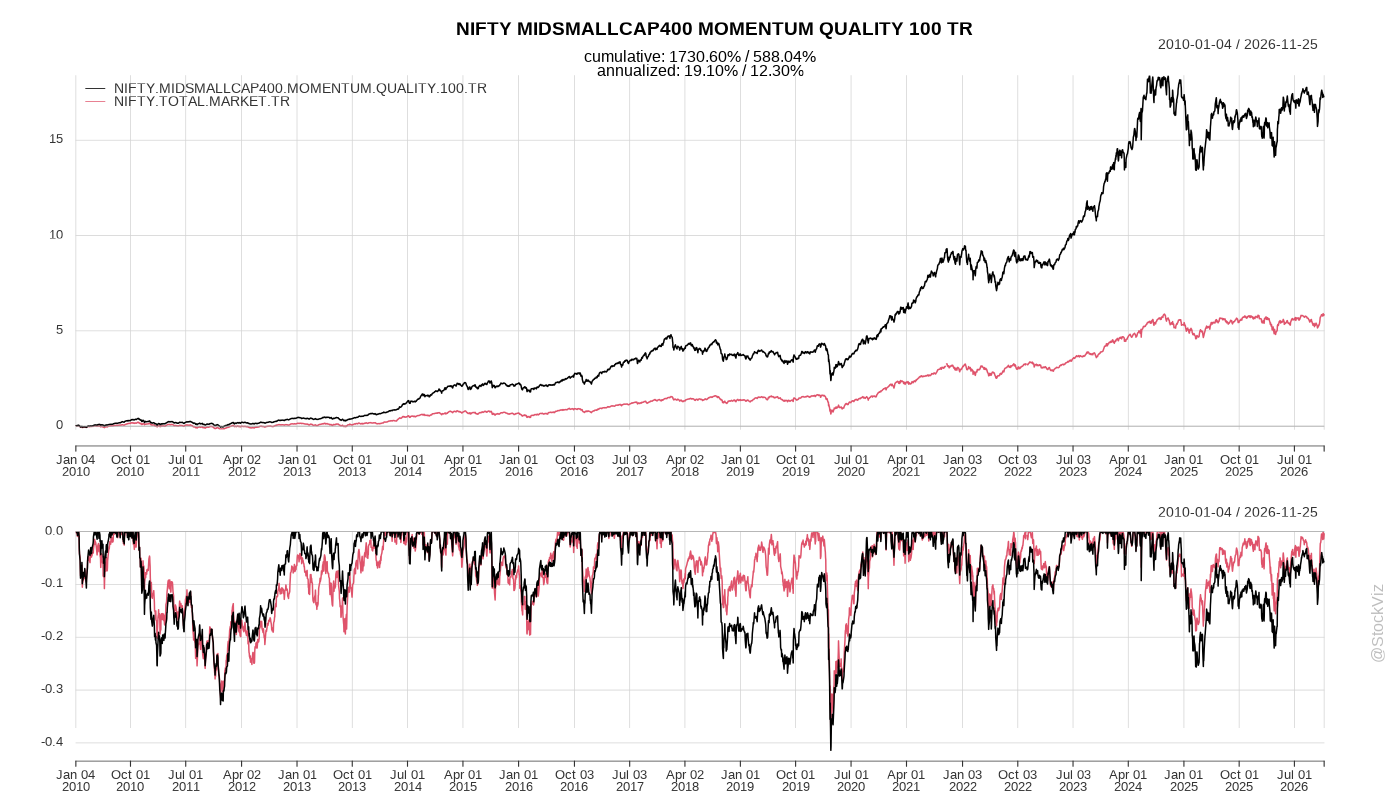 NIFTY MIDSMALLCAP400 MOMENTUM QUALITY 100 TR
2010-01-04 / 2026-11-25
cumulative: 1730.60% / 588.04%
annualized: 19.10% / 12.30%
NIFTY.MIDSMALLCAP400.MOMENTUM.QUALITY.100.TR
NIFTY.TOTAL.MARKET.TR
15
10
5
0
Jan 04 Oct 01 Jul 01 Apr 02 Jan 01 Oct 01 Jul 01 Apr 01 Jan 01 Oct 03 Jul 03 Apr 02 Jan 01 Oct 01 Jul 01 Apr 01 Jan 03 Oct 03 Jul 03 Apr 01 Jan 01 Oct 01 Jul 01
2010 2010 2011 2012 2013 2013 2014 2015 2016 2016 2017 2018 2019 2019 2020 2021 2022 2022 2023 2024 2025 2025 2026
2010-01-04 / 2026-11-25
0.0
-0.1
-0.2
-0.3
-0.4
Jan 04 Oct 01 Jul 01 Apr 02 Jan 01 Oct 01 Jul 01 Apr 01 Jan 01 Oct 03 Jul 03 Apr 02 Jan 01 Oct 01 Jul 01 Apr 01 Jan 03 Oct 03 Jul 03 Apr 01 Jan 01 Oct 01 Jul 01
2010 2010 2011 2012 2013 2013 2014 2015 2016 2016 2017 2018 2019 2019 2020 2021 2022 2022 2023 2024 2025 2025 2026
@StockViz